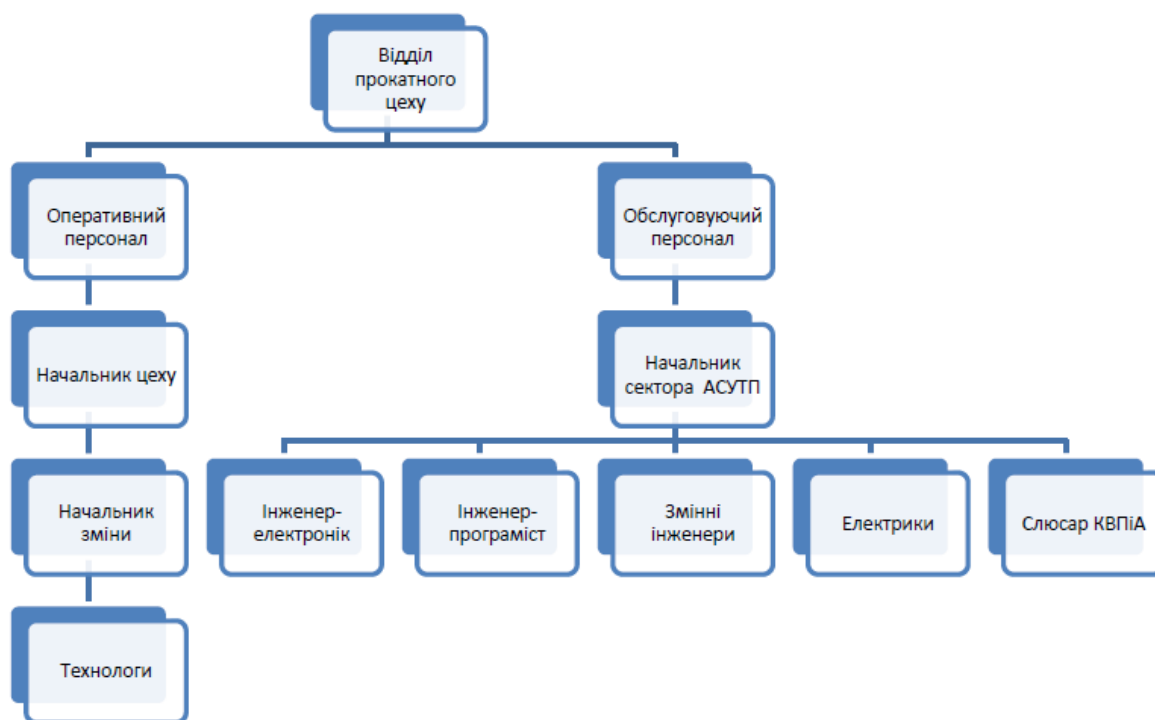 Відділ
прокатного
цеху
Оперативний
персонал
Обслуговуючий
персонал
Начальник цеху
Начальник
сектора АСУТП
Начальник
зміни
Інженер-
електронік
Інженер-
програміст
Змінні
інженери
Електрики
Слюсар КВПіА
Технологи